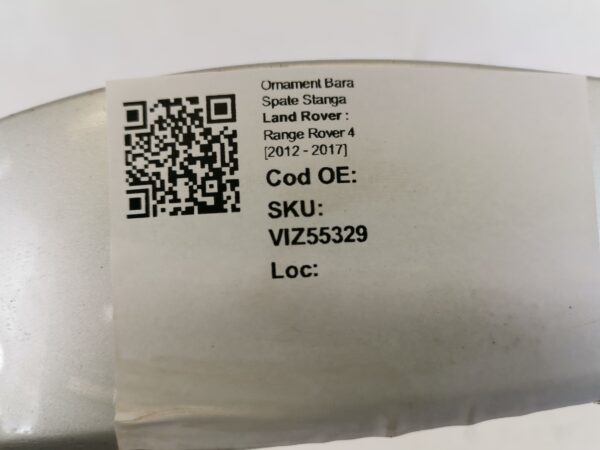 Ornament Bara
Spate Stanga
Land Rover :
Range Rover 4
[2012 - 2017]
Cod OE:
SKU:
VIZ55329
Loc: